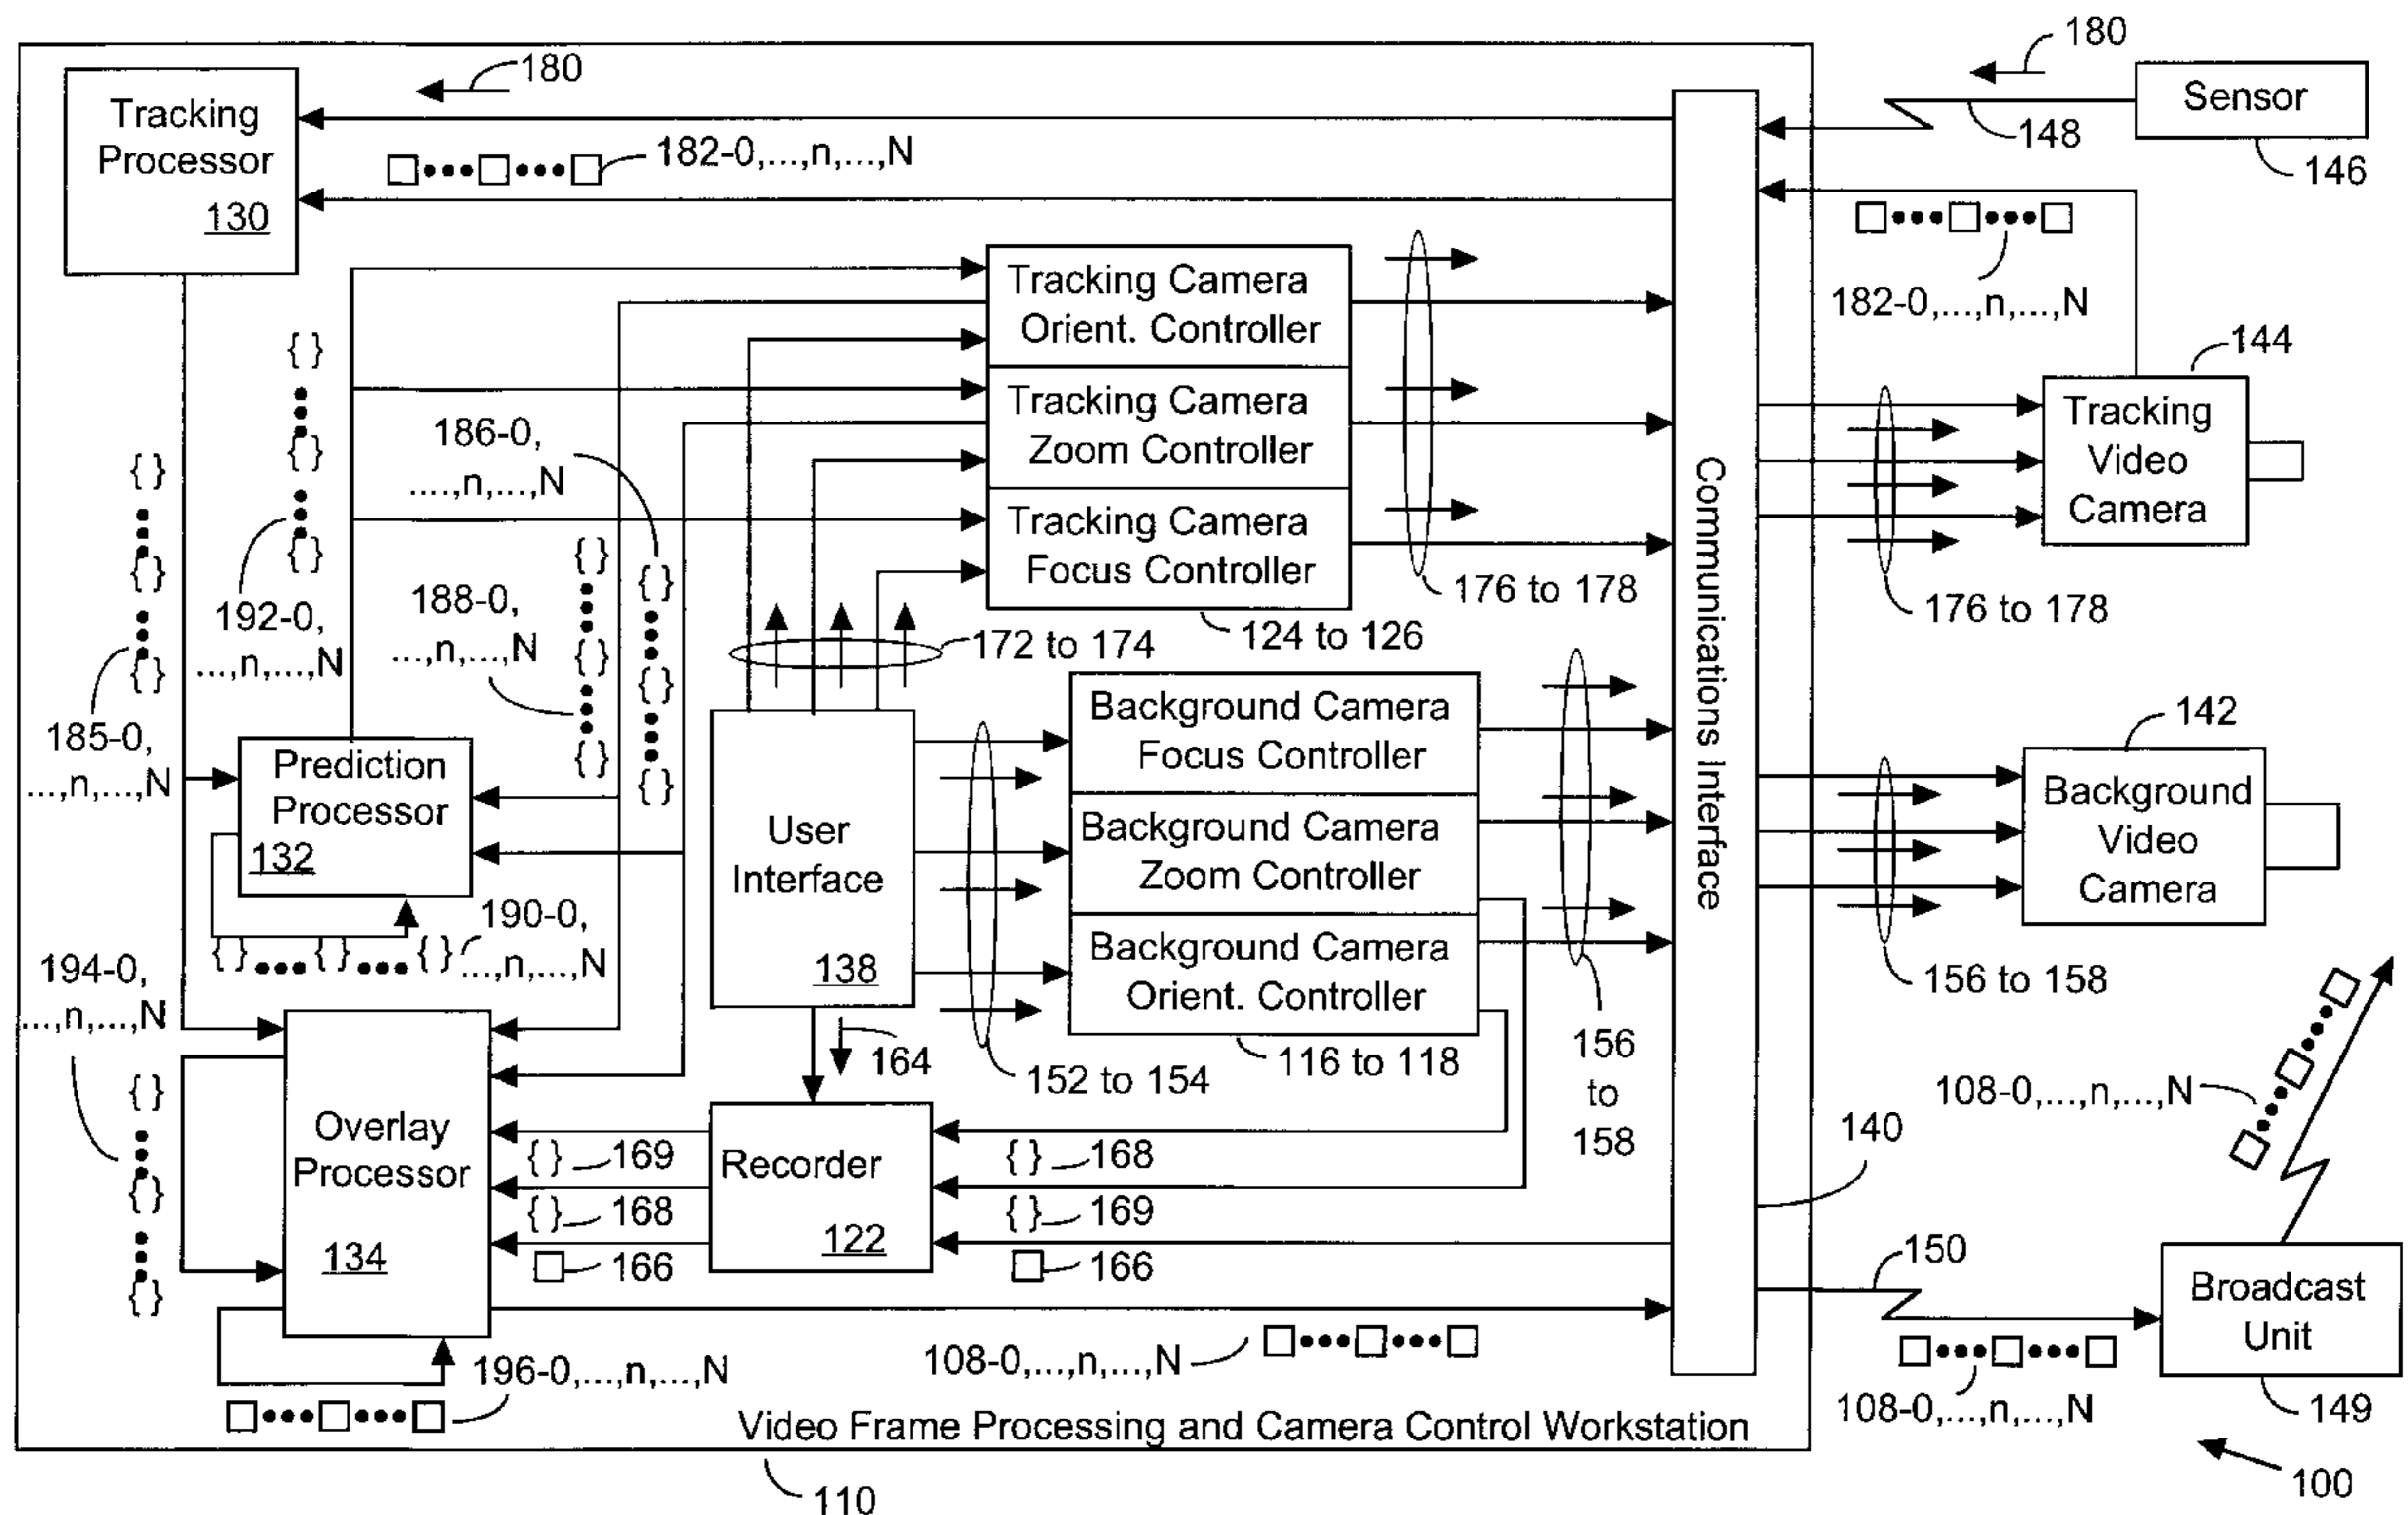 180
180
Tracking
Processor
130
182-0,...,n,...,N
Sensor
148
146
182-0,...,n,...,N
Tracking Camera
Orient. Controller
Tracking Camera
Zoom Controller
Tracking Camera
Focus Controller
176 to 178
124 to 126
172 to 174
144
Tracking
Video
Camera
176 to 178
{ }
{ }
{ }
{ }
{ }
{ }
186-0,
....,n,...,N
192-0,
...,n,...,N
188-0,
...,n,...,N
{ }
{ }
{ }
{ }
{ }
{ }
185-0,
...,n,...,N
Prediction
Processor
132
{ }
{ }
{ }
190-0,
...,n,...,N
User
Interface
138
Background Camera
Focus Controller
Background Camera
Zoom Controller
Background Camera
Orient. Controller
116 to 118
152 to 154
164
156
to
158
Communications Interface
142
Background
Video
Camera
156 to 158
194-0,
...,n,...,N
{ }
{ }
{ }
Overlay
Processor
134
{ }
169
{ }
168
166
Recorder
122
{ }
168
{ }
169
166
140
108-0,...,n,...,N
150
Broadcast
Unit
149
108-0,...,n,...,N
108-0,...,n,...,N
196-0,...,n,...,N
Video Frame Processing and Camera Control Workstation
110
100